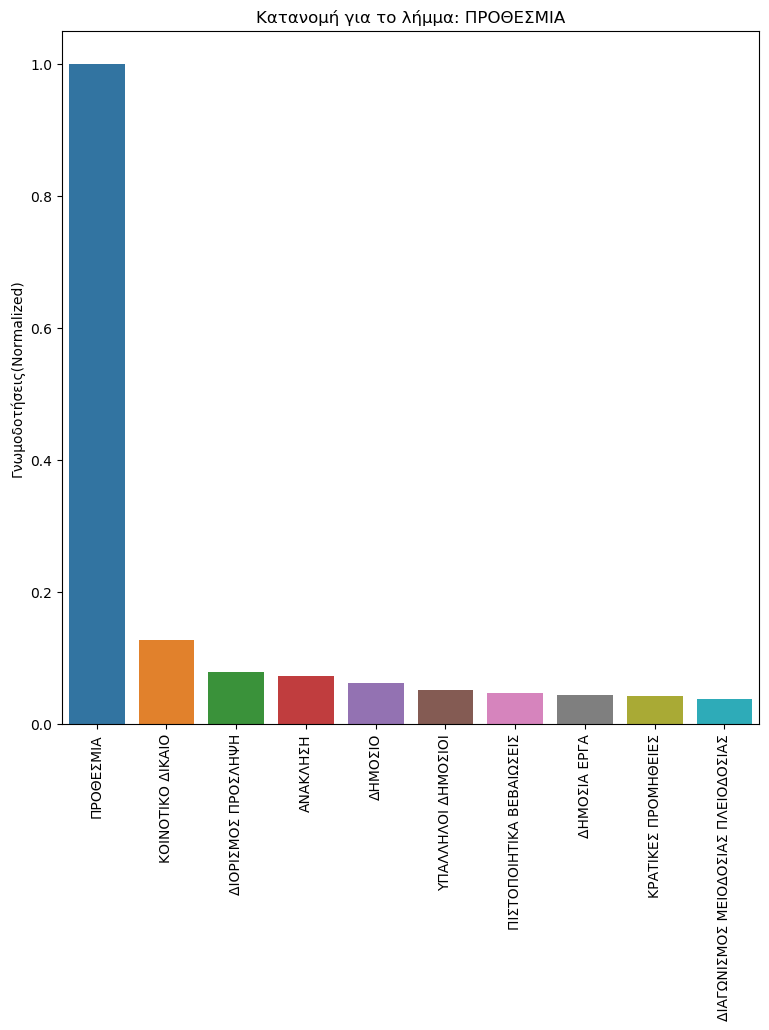 Κατανομή για το λήμμα: ΠΡΟΘΕΣΜΙΑ
Γνωμοδοτήσεις(Normalized)
1.0
0.8
0.6
0.4
0.2
0.0
ΠΡΟΘΕΣΜΙΑ
ΚΟΙΝΟΤΙΚΟ ΔΙΚΑΙΟ
ΔΙΟΡΙΣΜΟΣ ΠΡΟΣΛΗΨΗ
ΑΝΑΚΛΗΣΗ
ΔΗΜΟΣΙΟ
ΥΠΑΛΛΗΛΟΙ ΔΗΜΟΣΙΟΙ
ΠΙΣΤΟΠΟΙΗΤΙΚΑ ΒΕΒΑΙΩΣΕΙΣ
ΔΗΜΟΣΙΑ ΕΡΓΑ
ΚΡΑΤΙΚΕΣ ΠΡΟΜΗΘΕΙΕΣ
ΔΙΑΓΩΝΙΣΜΟΣ ΜΕΙΟΔΟΣΙΑΣ ΠΛΕΙΟΔΟΣΙΑΣ